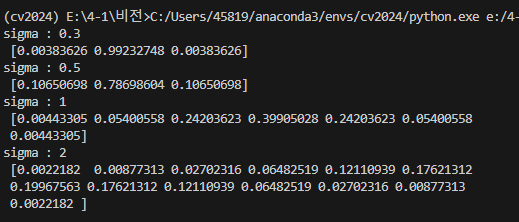 (cv2024) E:\4-1\비전>C:/Users/45819/anaconda3/envs/cv2024/python.exe e:/4-
sigma : 0.3
 [0.00383626 0.99232748 0.00383626]
sigma : 0.5
 [0.10650698 0.78698604 0.10650698]
sigma : 1
 [0.00443305 0.05400558 0.24203623 0.39905028 0.24203623 0.05400558
 0.00443305]
sigma : 2
 [0.0022182  0.00877313 0.02702316 0.06482519 0.12110939 0.17621312
 0.19967563 0.17621312 0.12110939 0.06482519 0.02702316 0.00877313
 0.0022182 ]